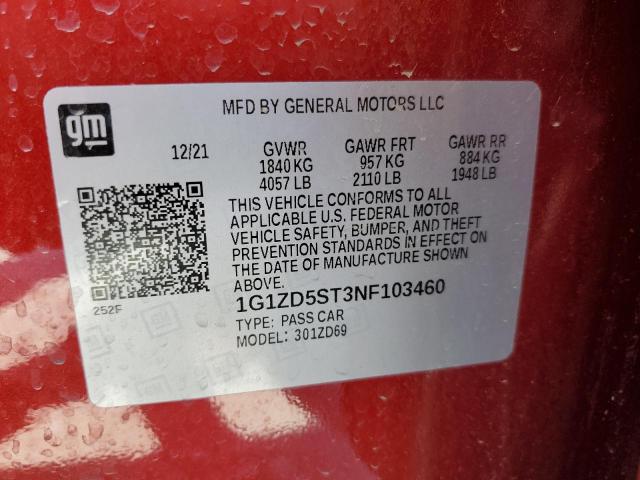 gm
MFD BY GENERAL MOTORS LLC
12/21 GVWR GAWR FRT GAWR RR
1840 KG 957 KG 884 KG
4057 LB 2110 LB 1948 LB
THIS VEHICLE CONFORMS TO ALL
APPLICABLE U.S. FEDERAL MOTOR
VEHICLE SAFETY, BUMPER, AND THEFT
PREVENTION STANDARDS IN EFFECT ON
THE DATE OF MANUFACTURE SHOWN
ABOVE.
252F
1G1ZD5ST3NF103460
TYPE: PASS CAR
MODEL: 301ZD69